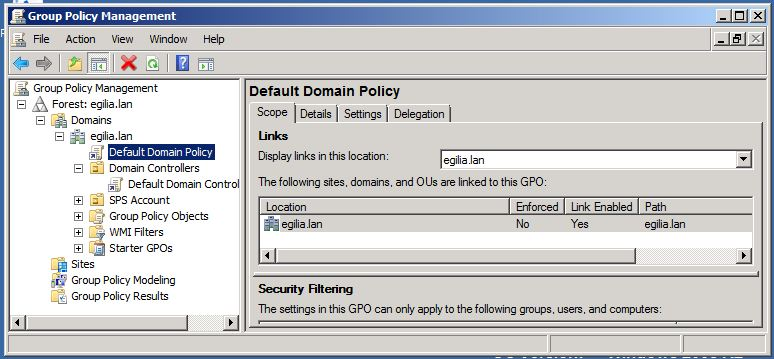 Group Policy Management
File Action View Window Help
Group Policy Management
Forest: egilia.lan
Domains
egilia.lan
Default Domain Policy
Domain Controllers
Default Domain Control
SPS Account
Group Policy Objects
WMI Filters
Starter GPOs
Sites
Group Policy Modeling
Group Policy Results
Default Domain Policy
Scope Details Settings Delegation
Links
Display links in this location: egilia.lan
The following sites, domains, and OUs are linked to this GPO:
Location Enforced Link Enabled Path
egilia.lan No Yes egilia.lan
Security Filtering
The settings in this GPO can only apply to the following groups, users, and computers: